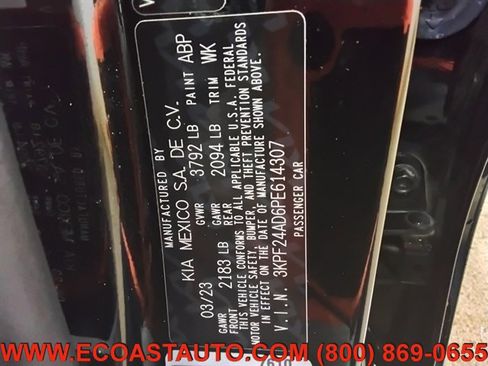 MANUFACTURED BY
KIA MEXICO S.A. DE C.V.
03/23 GVWR 3792 LB PAINT ABP
GAWR FRONT 2183 LB GAWR REAR 2094 LB TRIM WK
THIS VEHICLE CONFORMS TO ALL APPLICABLE U.S.A. FEDERAL
MOTOR VEHICLE SAFETY, BUMPER, AND THEFT PREVENTION STANDARDS
IN EFFECT ON THE DATE OF MANUFACTURE SHOWN ABOVE.
V.I.N. 3KPF24AD6PE614307
PASSENGER CAR
WWW.ECOASTAUTO.COM (800) 869-0655